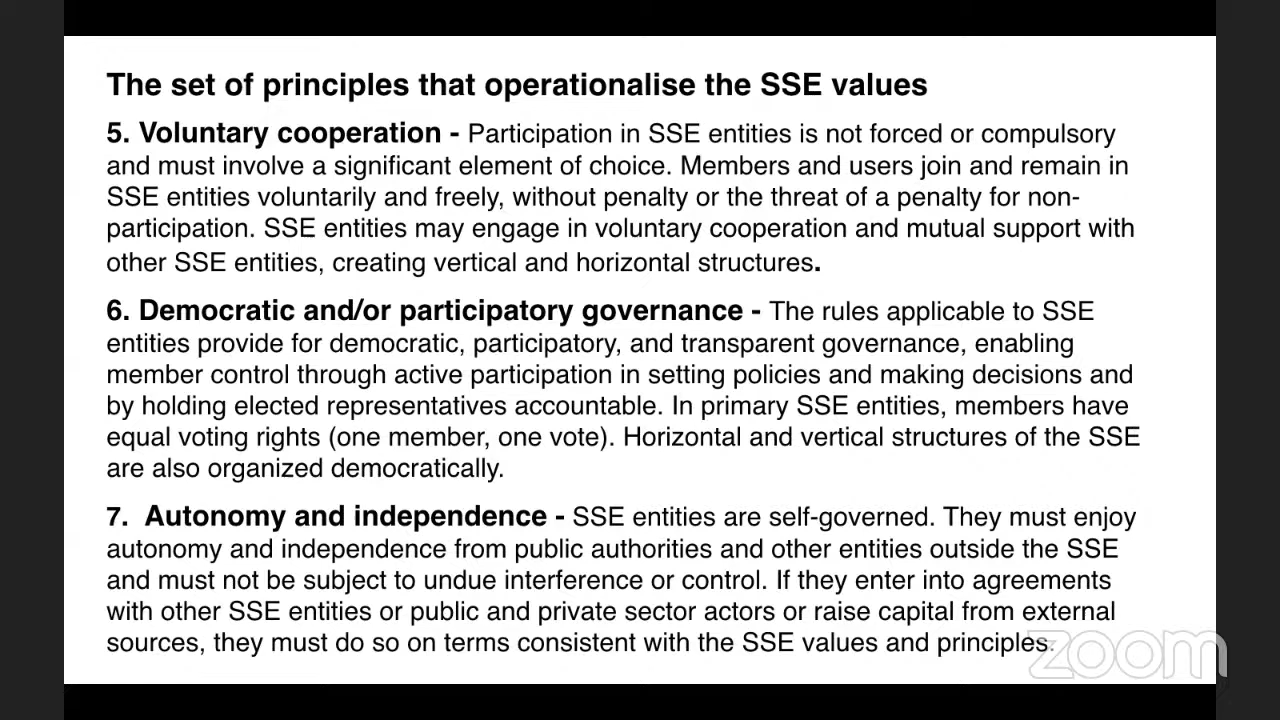 The set of principles that operationalise the SSE values
5. Voluntary cooperation - Participation in SSE entities is not forced or compulsory
and must involve a significant element of choice. Members and users join and remain in
SSE entities voluntarily and freely, without penalty or the threat of a penalty for non-
participation. SSE entities may engage in voluntary cooperation and mutual support with
other SSE entities, creating vertical and horizontal structures.
6. Democratic and/or participatory governance - The rules applicable to SSE
entities provide for democratic, participatory, and transparent governance, enabling
member control through active participation in setting policies and making decisions and
by holding elected representatives accountable. In primary SSE entities, members have
equal voting rights (one member, one vote). Horizontal and vertical structures of the SSE
are also organized democratically.
7. Autonomy and independence - SSE entities are self-governed. They must enjoy
autonomy and independence from public authorities and other entities outside the SSE
and must not be subject to undue interference or control. If they enter into agreements
with other SSE entities or public and private sector actors or raise capital from external
sources, they must do so on terms consistent with the SSE values and principles.
zoom